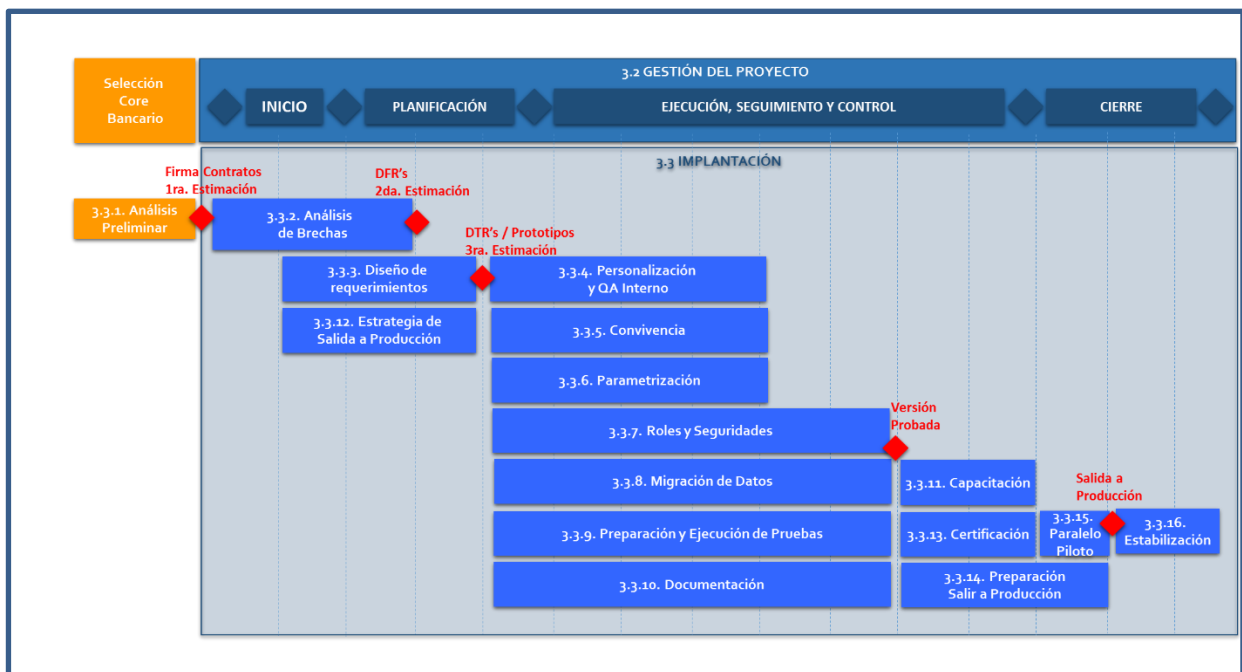 Selección
Core
Bancario
3.2 GESTIÓN DEL PROYECTO
INICIO
PLANIFICACIÓN
EJECUCIÓN, SEGUIMIENTO Y CONTROL
CIERRE
3.3 IMPLANTACIÓN
Firma Contratos
1ra. Estimación
DFR's
2da. Estimación
3.3.1. Análisis
Preliminar
3.3.2. Análisis
de Brechas
DTR's / Prototipos
3ra. Estimación
3.3.3. Diseño de
requerimientos
3.3.4. Personalización
y QA Interno
3.3.12. Estrategia de
Salida a Producción
3.3.5. Convivencia
3.3.6. Parametrización
3.3.7. Roles y Seguridades
Versión
Probada
3.3.8. Migración de Datos
3.3.11. Capacitación
Salida a
Producción
3.3.9. Preparación y Ejecución de Pruebas
3.3.13. Certificación
3.3.15.
Paralelo
Piloto
3.3.16.
Estabilización
3.3.10. Documentación
3.3.14. Preparación
Salir a Producción